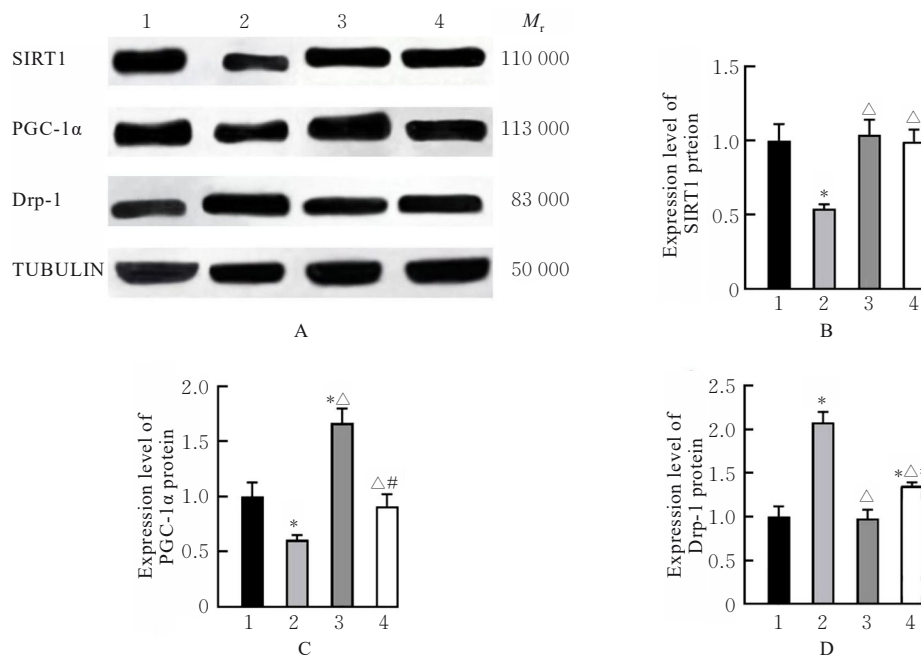 1 2 3 4 Mr
SIRT1 110 000
PGC-1α 113 000
Drp-1 83 000
TUBULIN 50 000
A
Expression level of
SIRT1 prteion
1.5
1.0
0.5
0
* △ △
1 2 3 4
B
Expression level of
PGC-1α protein
2.0
1.5
1.0
0.5
0
* *△ △#
1 2 3 4
C
Expression level of
Drp-1 protein
2.5
2.0
1.5
1.0
0.5
0
* △ *△
1 2 3 4
D